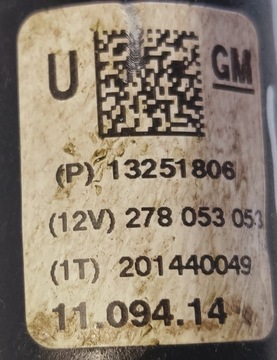 U GM
(P) 13251806
(12V) 278 053 053
(1T) 201440049
11.094.14